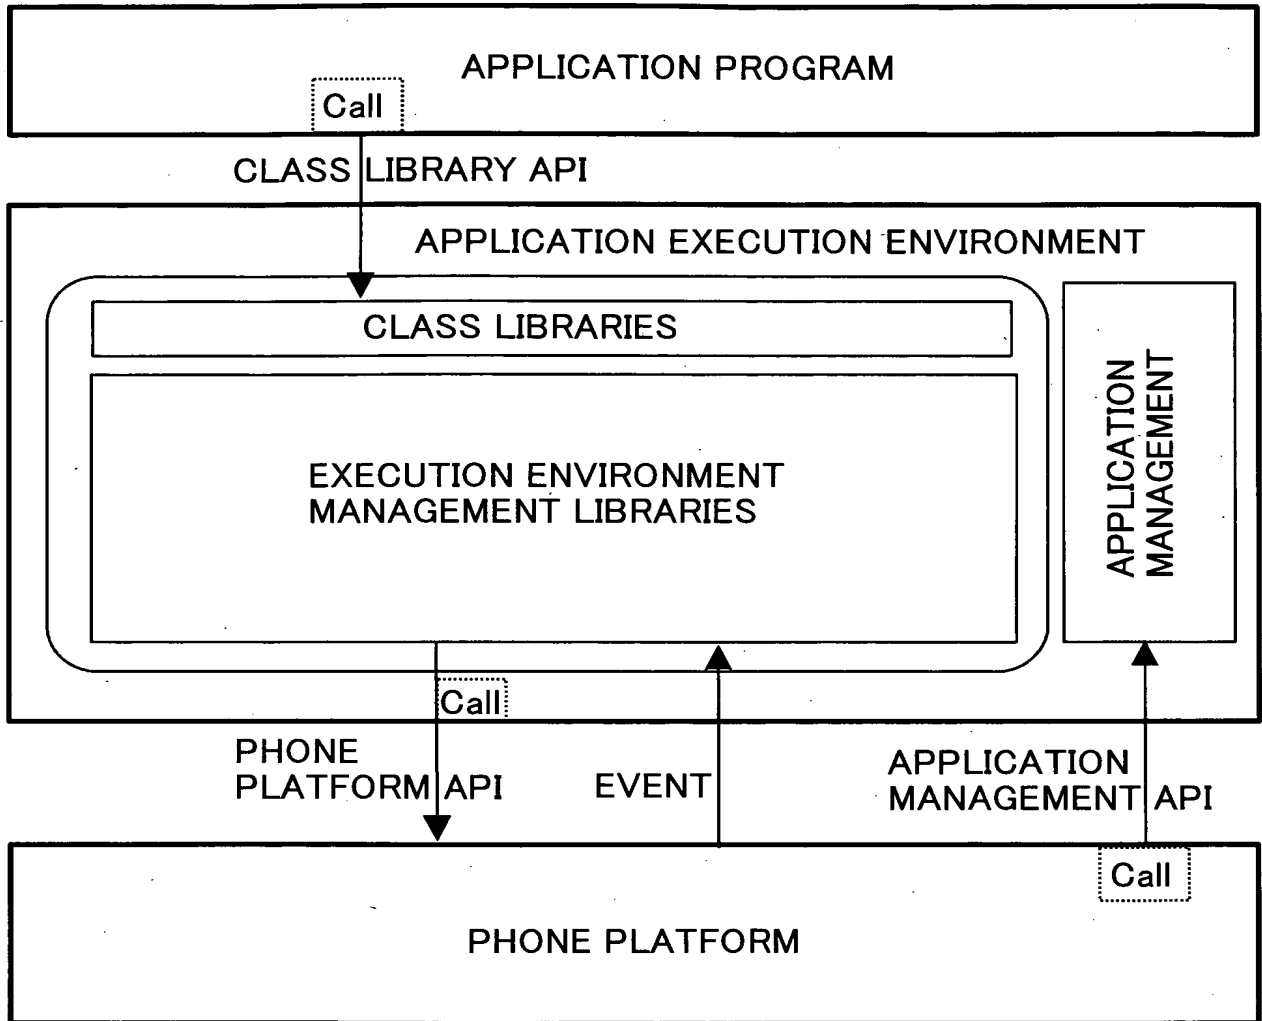 APPLICATION PROGRAM
Call
CLASS LIBRARY API
APPLICATION EXECUTION ENVIRONMENT
CLASS LIBRARIES
EXECUTION ENVIRONMENT
MANAGEMENT LIBRARIES
APPLICATION
MANAGEMENT
Call
PHONE
PLATFORM API
EVENT
APPLICATION
MANAGEMENT API
Call
PHONE PLATFORM